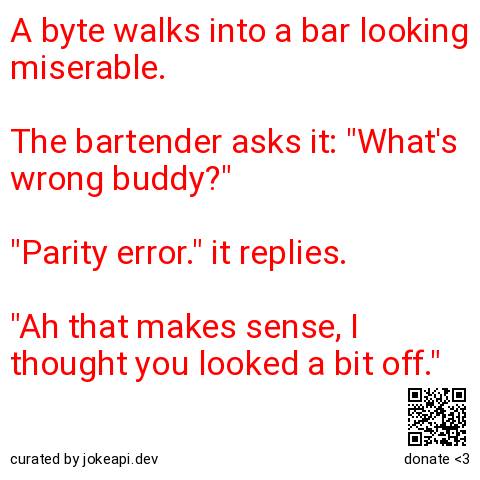 A byte walks into a bar looking
miserable.
The bartender asks it: "What's
wrong buddy?"
"Parity error." it replies.
"Ah that makes sense, I
thought you looked a bit off."
curated by jokeapi.dev
donate <3